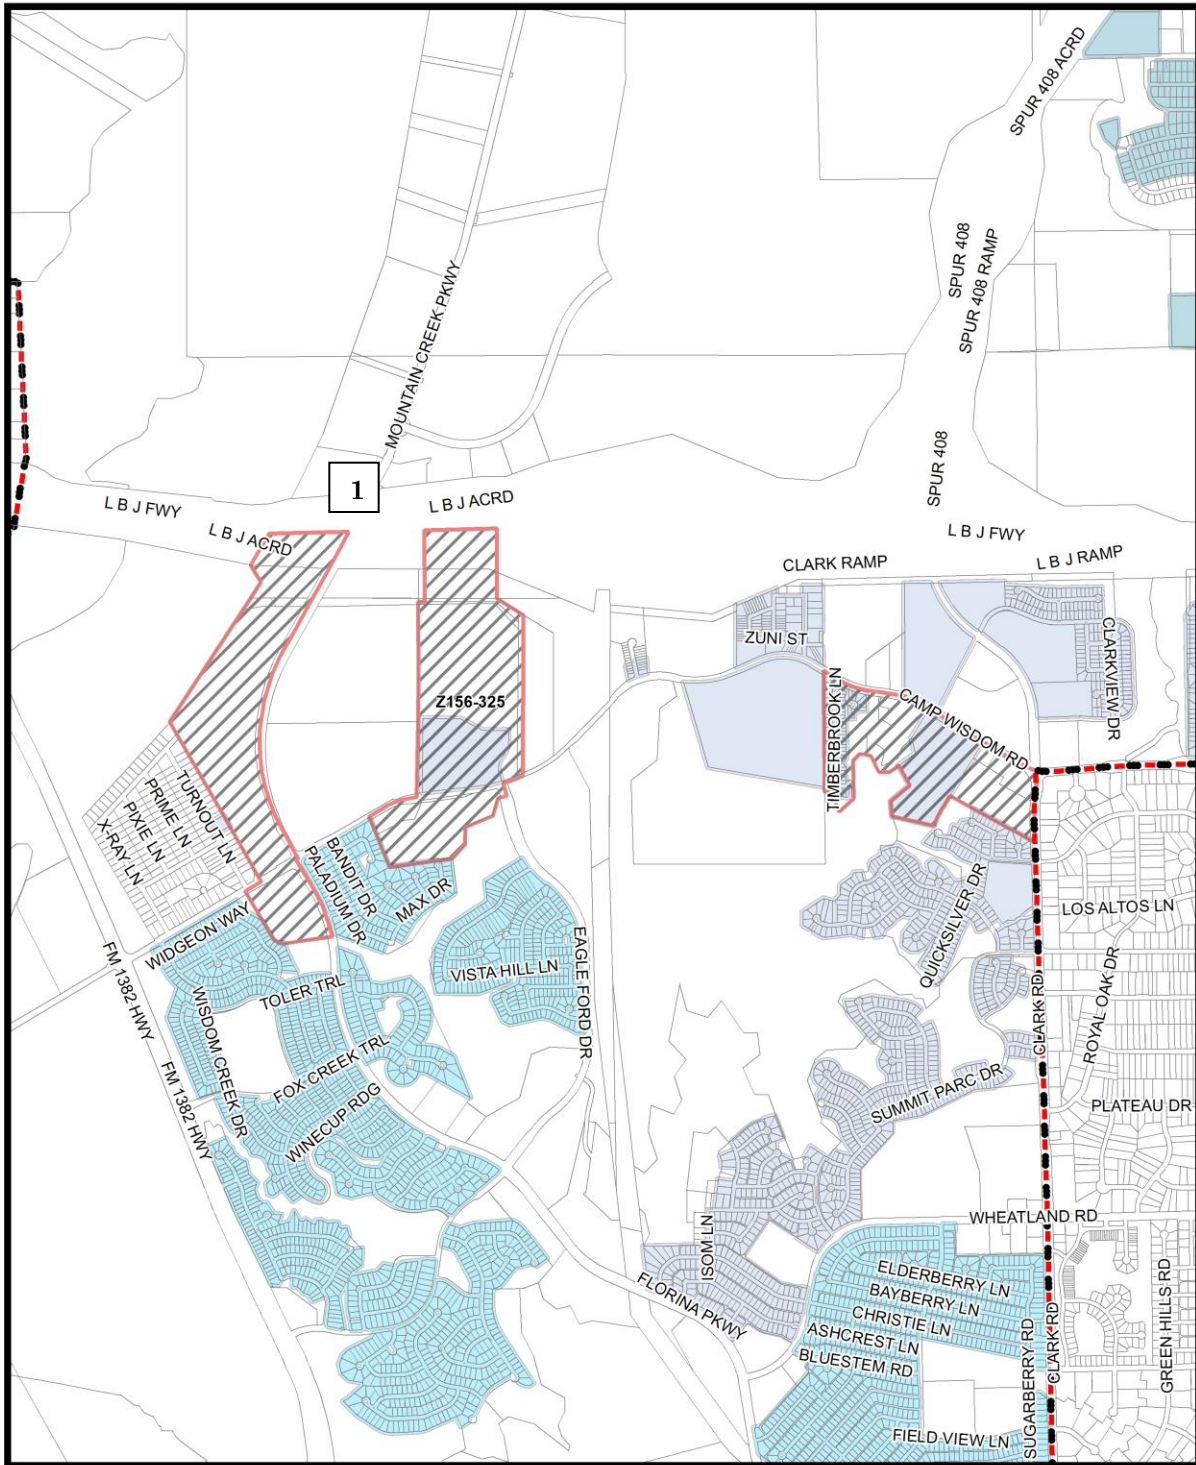 SPUR 408 ACRD
SPUR 408
SPUR 408 RAMP
MOUNTAIN CREEK PKWY
SPUR 408
1
L B J FWY
L B J ACRD
L B J ACRD
L B J FWY
CLARK RAMP
L B J RAMP
ZUNI ST
CLARKVIEW DR
TIMBERBROOK LN
CAMP WISDOM RD
Z156-325
TURNOUT LN
PRIME LN
PIXIE LN
X-RAY LN
BANDIT DR
PALADIUM DR
MAX DR
WIDGEON WAY
LOS ALTOS LN
QUICKSILVER DR
FM 1382 HWY
VISTA HILL LN
EAGLE FORD DR
TOLER TRL
ROYAL OAK DR
CLARK RD
WISDOM CREEK DR
FOX CREEK TRL
WINECUP RDG
FM 1382 HWY
SUMMIT PARC DR
PLATEAU DR
WHEATLAND RD
ISOM LN
ELDERBERRY LN
BAYBERRY LN
CHRISTIE LN
ASHCREST LN
BLUESTEM RD
FLORINA PKWY
CLARK RD
SUGARBERRY RD
GREEN HILLS RD
FIELD VIEW LN